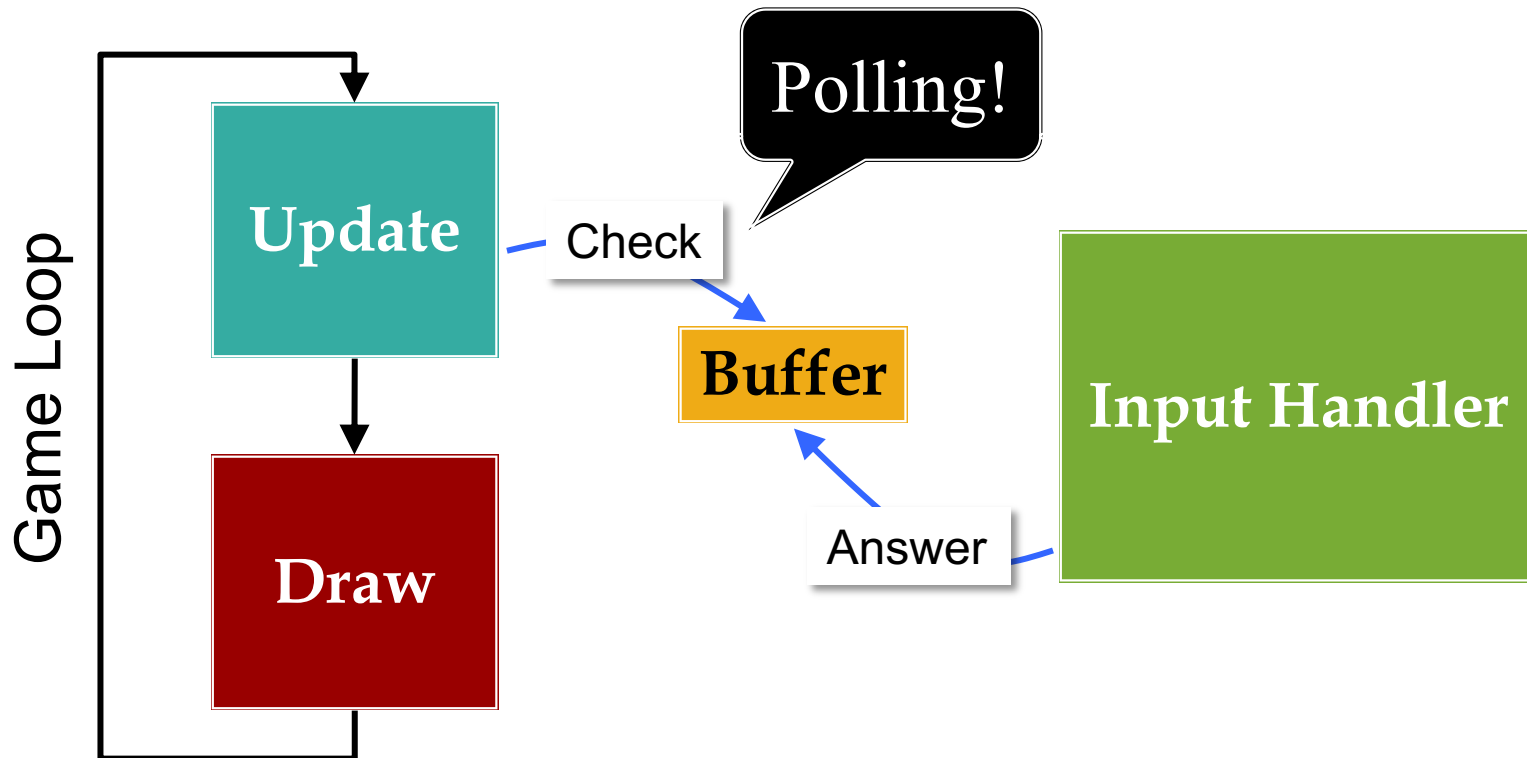 Polling!
Update
Check
Game Loop
Buffer
Input Handler
Answer
Draw